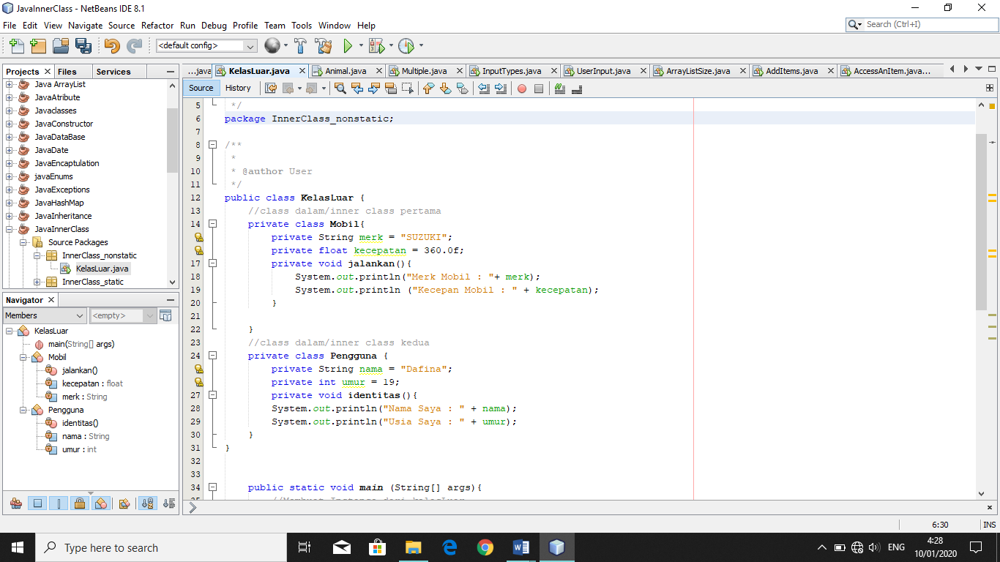 JavaInnerClass - NetBeans IDE 8.1
File Edit View Navigate Source Refactor Run Debug Profile Team Tools Window Help
Search (Ctrl+I)
<default config>
Projects Files Services
Java ArrayList
JavaAtribute
Javaclasses
JavaConstructor
JavaDataBase
JavaDate
JavaEncaptulation
javaEnums
JavaExceptions
JavaHashMap
JavaInheritance
JavaInnerClass
Source Packages
InnerClass_nonstatic
KelasLuar.java
InnerClass_static
Navigator
Members <empty>
KelasLuar
main(String[] args)
Mobil
jalankan()
kecepatan : float
merk : String
Pengguna
identitas()
nama : String
umur : int
...java KelasLuar.java Animal.java Multiple.java InputTypes.java UserInput.java ArrayListSize.java AddItems.java AccessAnItem.java...
Source History
5 */
6 package InnerClass_nonstatic;
7
8 /**
9 *
10 * @author User
11 */
12 public class KelasLuar {
13 //class dalam/inner class pertama
14 private class Mobil{
private String merk = "SUZUKI";
private float kecepatan = 360.0f;
17 private void jalankan(){
18 System.out.println("Merk Mobil : "+ merk);
19 System.out.println ("Kecepan Mobil : " + kecepatan);
20 }
21
22 }
23 //class dalam/inner class kedua
24 private class Pengguna {
private String nama = "Dafina";
private int umur = 19;
27 private void identitas(){
28 System.out.println("Nama Saya : " + nama);
29 System.out.println("Usia Saya : " + umur);
30 }
31 }
32
33
34 public static void main (String[] args){
6:30 INS
Type here to search
ENG
4:28
10/01/2020